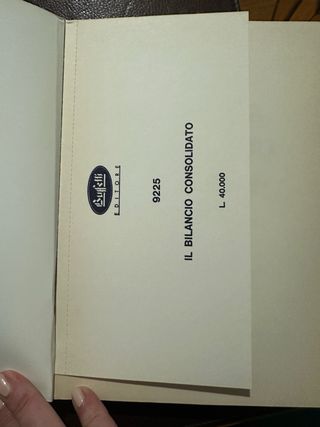 Buffetti
EDITORE
9225
IL BILANCIO CONSOLIDATO
L. 40.000